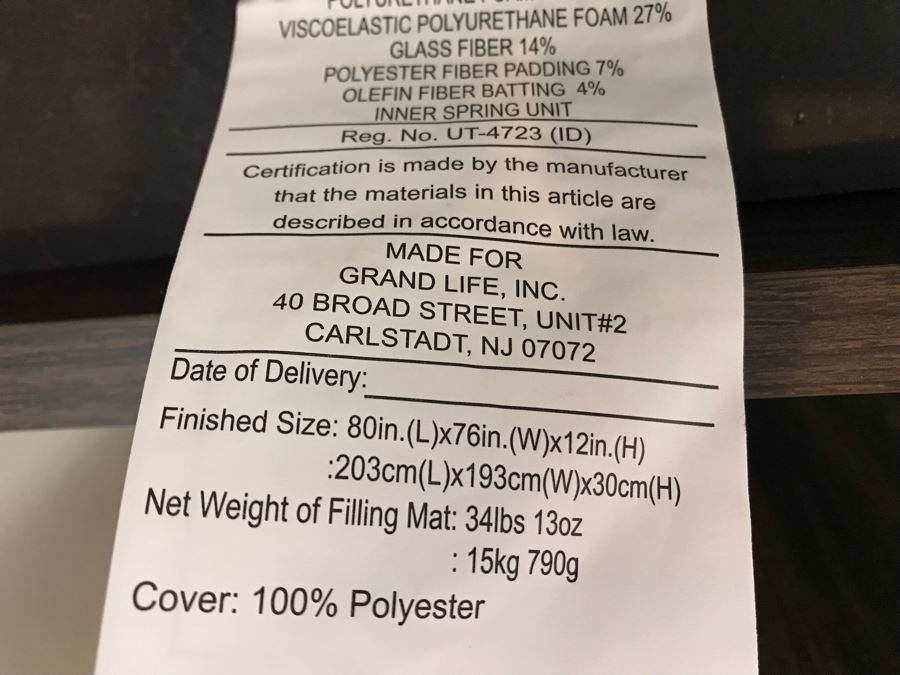 POLYURETHANE FOAM
VISCOELASTIC POLYURETHANE FOAM 27%
GLASS FIBER 14%
POLYESTER FIBER PADDING 7%
OLEFIN FIBER BATTING 4%
INNER SPRING UNIT
Reg. No. UT-4723 (ID)
Certification is made by the manufacturer
that the materials in this article are
described in accordance with law.
MADE FOR
GRAND LIFE, INC.
40 BROAD STREET, UNIT#2
CARLSTADT, NJ 07072
Date of Delivery:
Finished Size: 80in.(L)x76in.(W)x12in.(H)
:203cm(L)x193cm(W)x30cm(H)
Net Weight of Filling Mat: 34lbs 13oz
: 15kg 790g
Cover: 100% Polyester